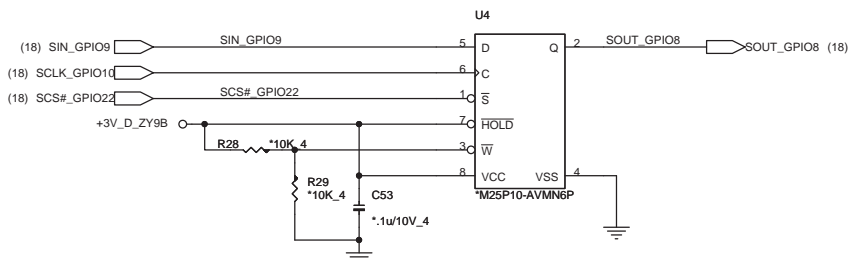 U4
(18) SIN_GPIO9 SIN_GPIO9 5 D Q 2 SOUT_GPIO8 SOUT_GPIO8 (18)
(18) SCLK_GPIO10 6 C
(18) SCS#_GPIO22 SCS#_GPIO22 1 S
+3V_D_ZY9B 7 HOLD
R28 *10K_4 3 W
8 VCC VSS 4
R29
*10K_4
C53
*.1u/10V_4
*M25P10-AVMN6P